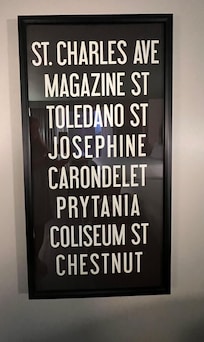 ST. CHARLES AVE
MAGAZINE ST
TOLEDANO ST
JOSEPHINE
CARONDELET
PRYTANIA
COLISEUM ST
CHESTNUT